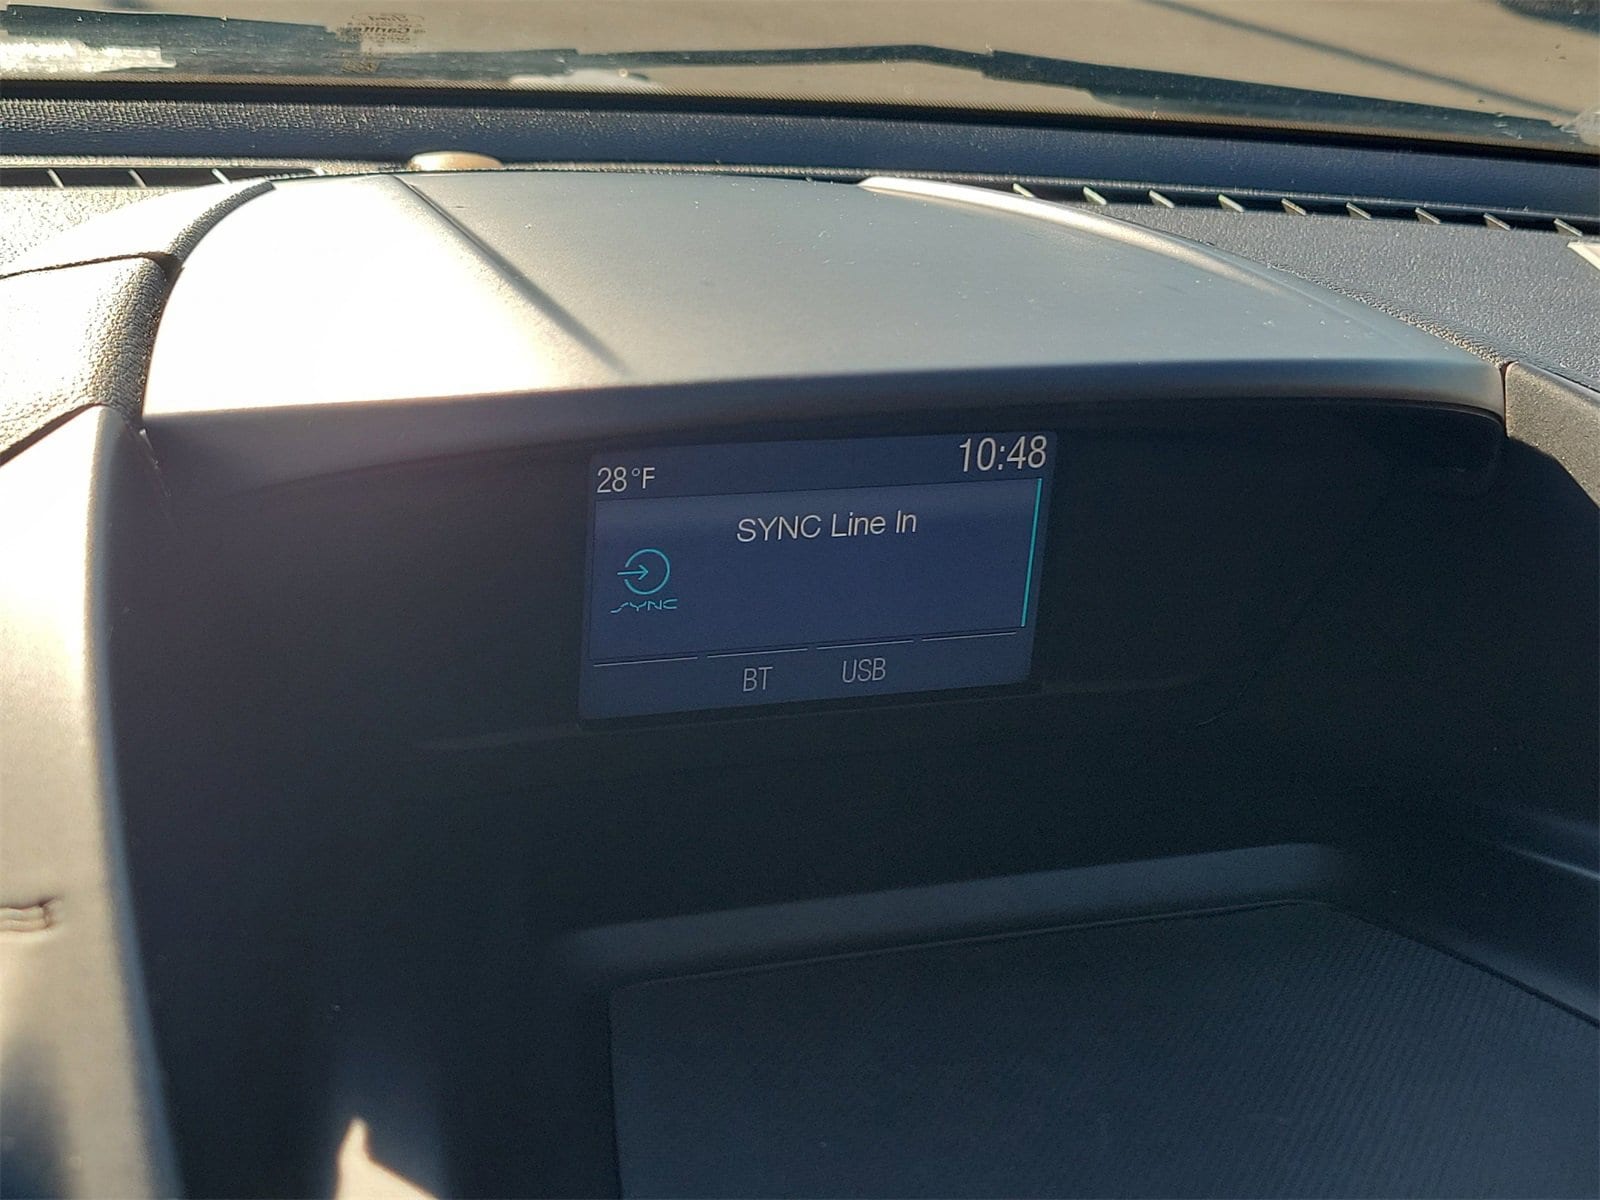 28°F
10:48
SYNC Line In
SYNC
BT
USB